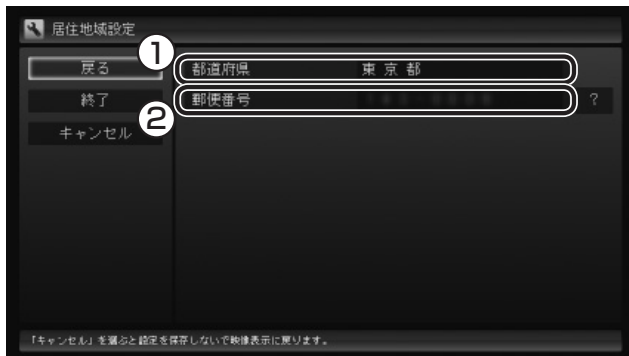 居住地域設定
戻る
① 都道府県 東京都
終了
② 郵便番号 ?
キャンセル
「キャンセル」を選ぶと設定を保存しないで映像表示に戻ります。